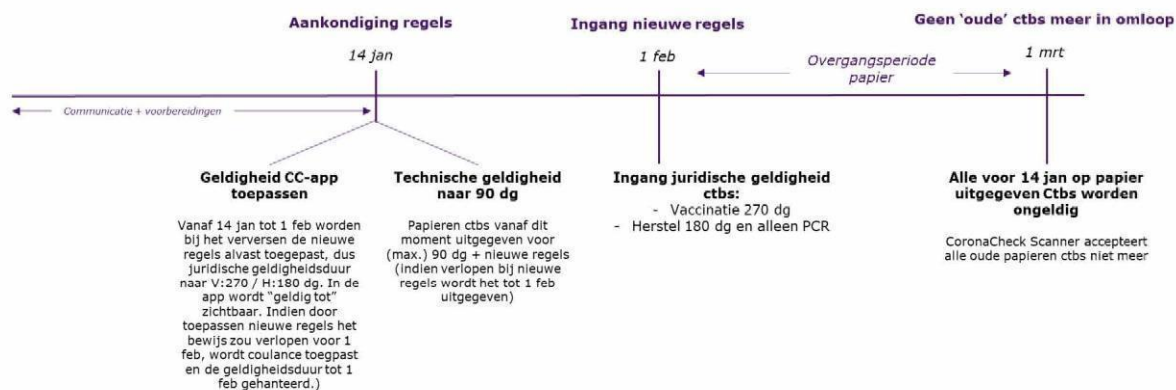 Aankondiging regels
14 jan
Ingang nieuwe regels
1 feb
Geen ‘oude’ ctbs meer in omloop
1 mrt
Overgangsperiode
papier
Communicatie + voorbereidingen
Geldigheid CC-app
toepassen
Vanaf 14 jan tot 1 feb worden
bij het verversen de nieuwe
regels alvast toegepast, dus
juridische geldigheidsduur
naar V:270 / H:180 dg. In de
app wordt “geldig tot”
zichtbaar. Indien door
toepassen nieuwe regels het
bewijs zou verlopen voor 1
feb, wordt coulance toegpast
en de geldigheidsduur tot 1
feb gehanteerd.)
Technische geldigheid
naar 90 dg
Papieren ctbs vanaf dit
moment uitgegeven voor
(max.) 90 dg + nieuwe regels
(indien verlopen bij nieuwe
regels wordt het tot 1 feb
uitgegeven)
Ingang juridische geldigheid
ctbs:
- Vaccinatie 270 dg
- Herstel 180 dg en alleen PCR
Alle voor 14 jan op papier
uitgegeven Ctbs worden
ongeldig
CoronaCheck Scanner accepteert
alle oude papieren ctbs niet meer